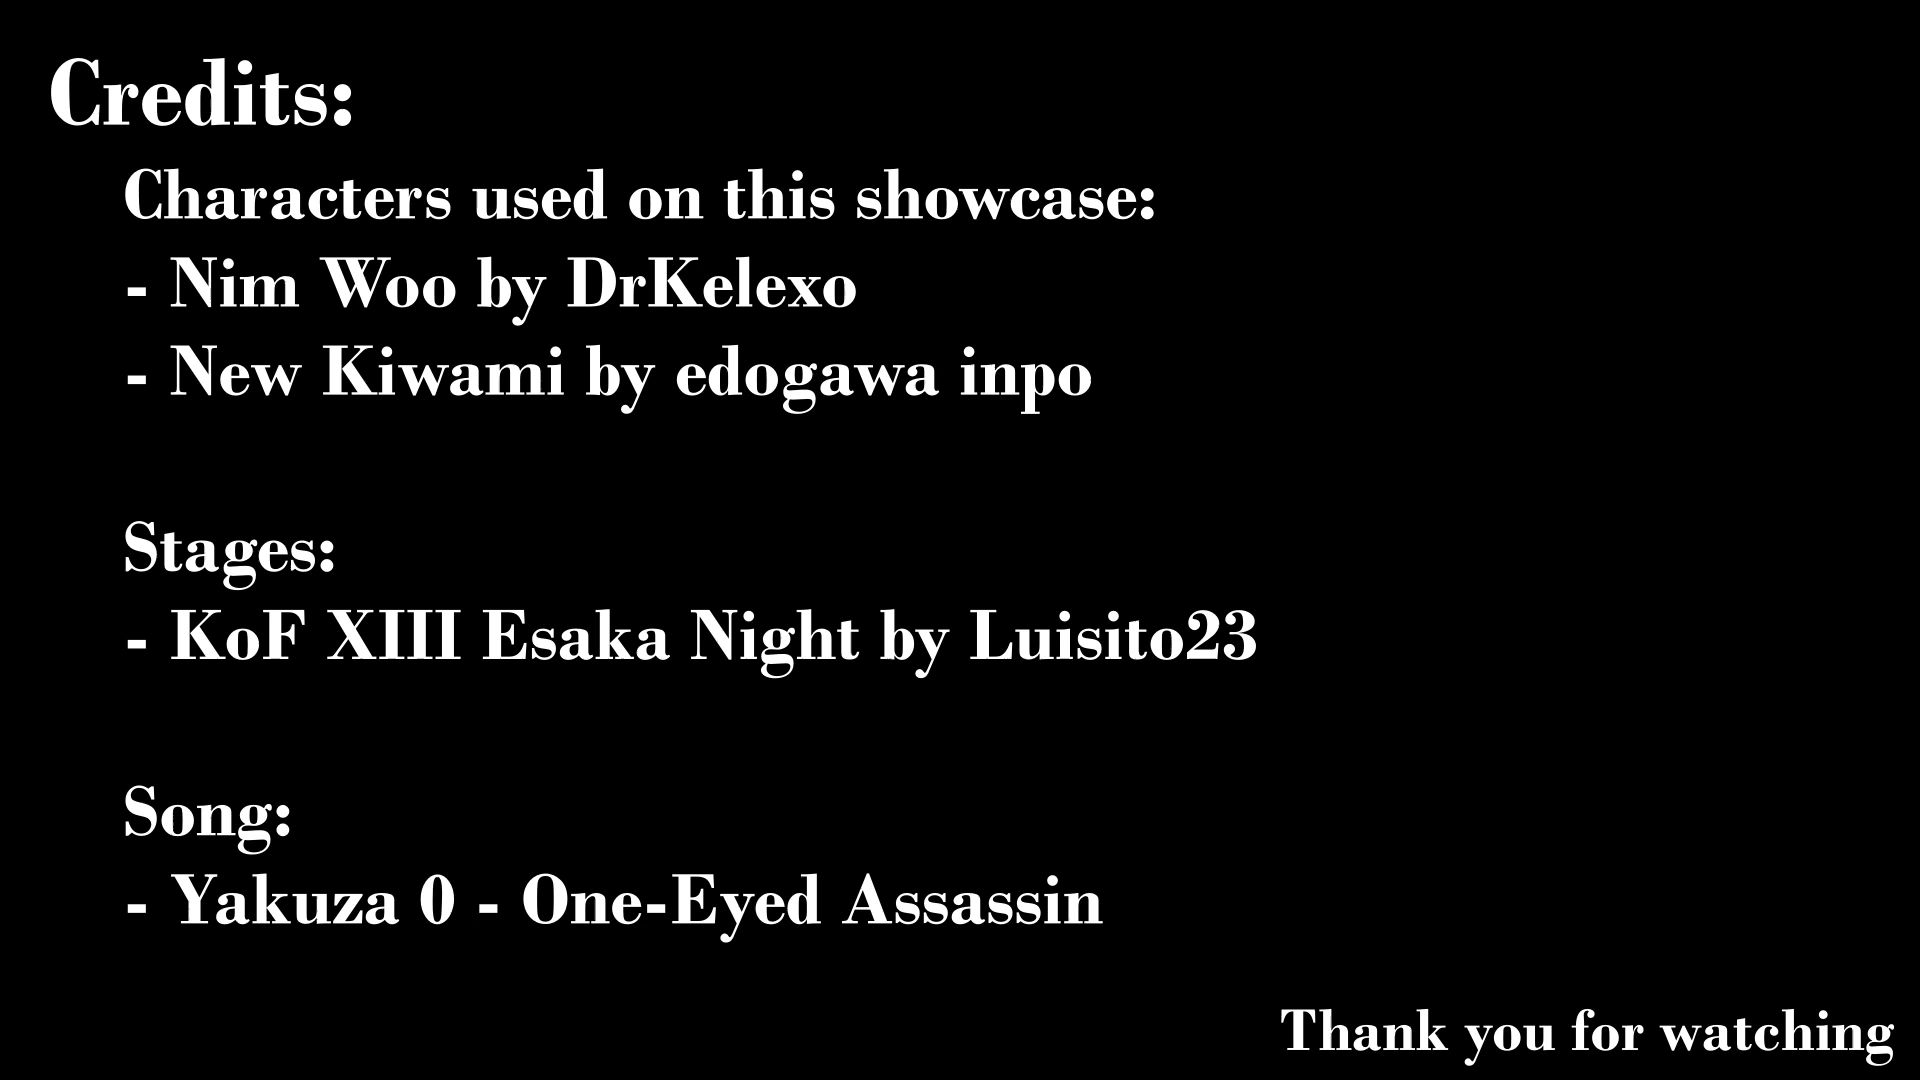 Credits:
Characters used on this showcase:
- Nim Woo by DrKelexo
- New Kiwami by edogawa inpo
Stages:
- KoF XIII Esaka Night by Luisito23
Song:
- Yakuza 0 - One-Eyed Assassin
Thank you for watching